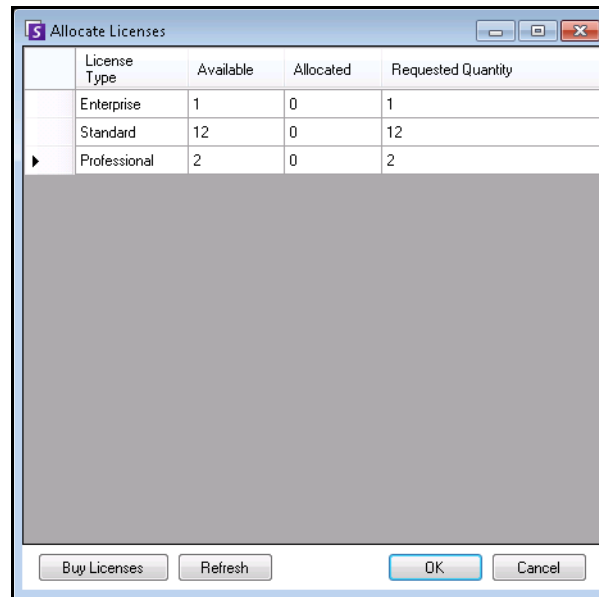 S Allocate Licenses
License Type Available Allocated Requested Quantity
Enterprise 1 0 1
Standard 12 0 12
Professional 2 0 2
Buy Licenses Refresh OK Cancel